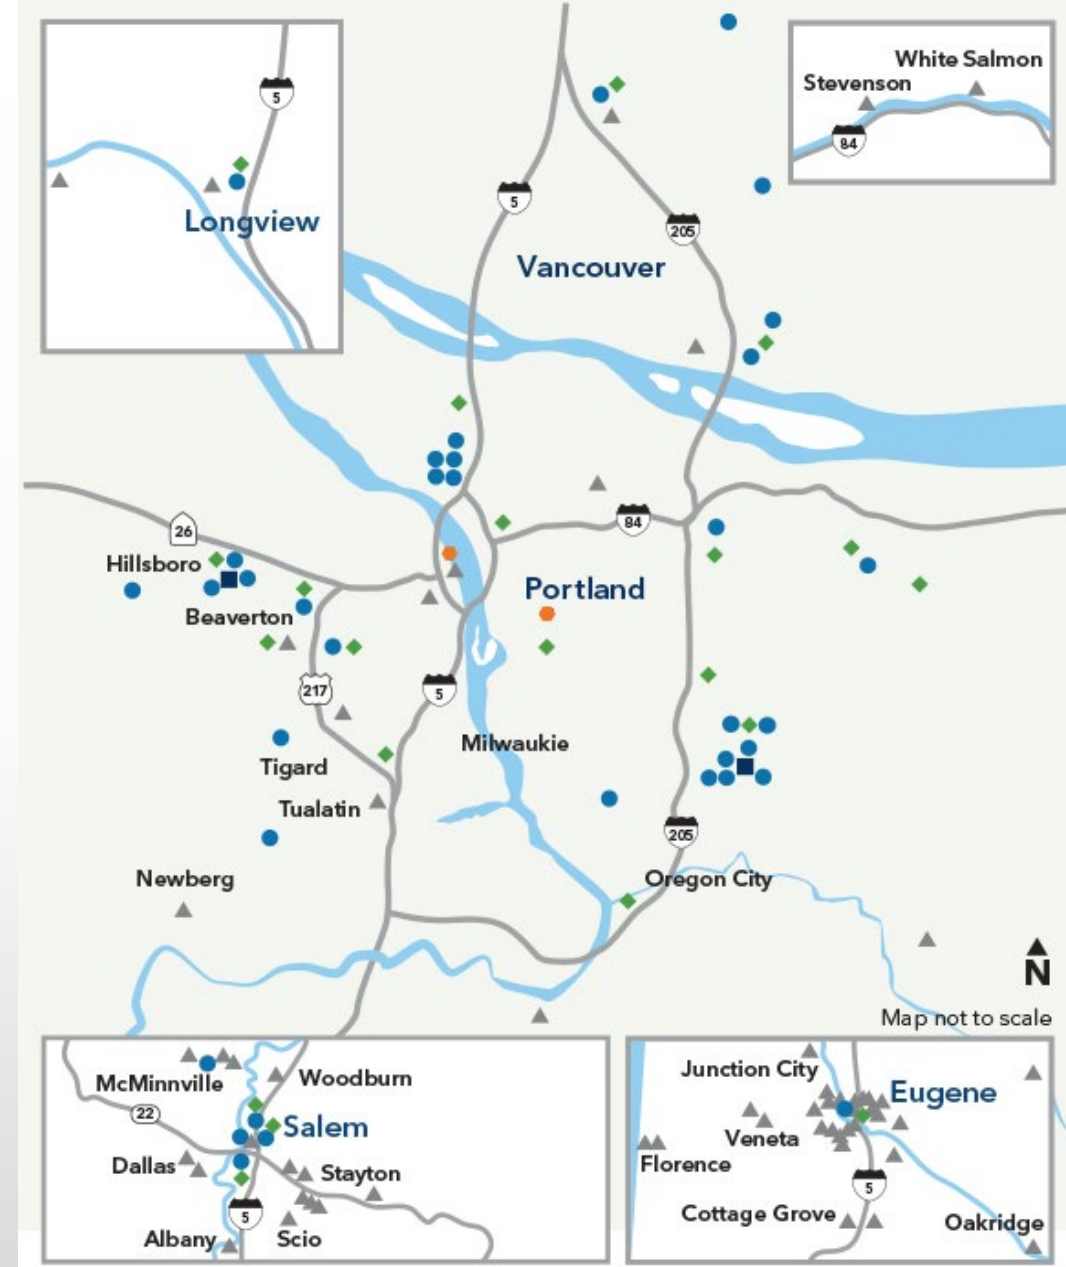 5
Longview
White Salmon
Stevenson
84
5
205
Vancouver
26
84
Hillsboro
Portland
Beaverton
217
5
Milwaukie
Tigard
Tualatin
205
Newberg
Oregon City
N
Map not to scale
McMinnville
Woodburn
22
Salem
Dallas
Stayton
5
Albany
Scio
Junction City
Eugene
Veneta
Florence
5
Cottage Grove
Oakridge